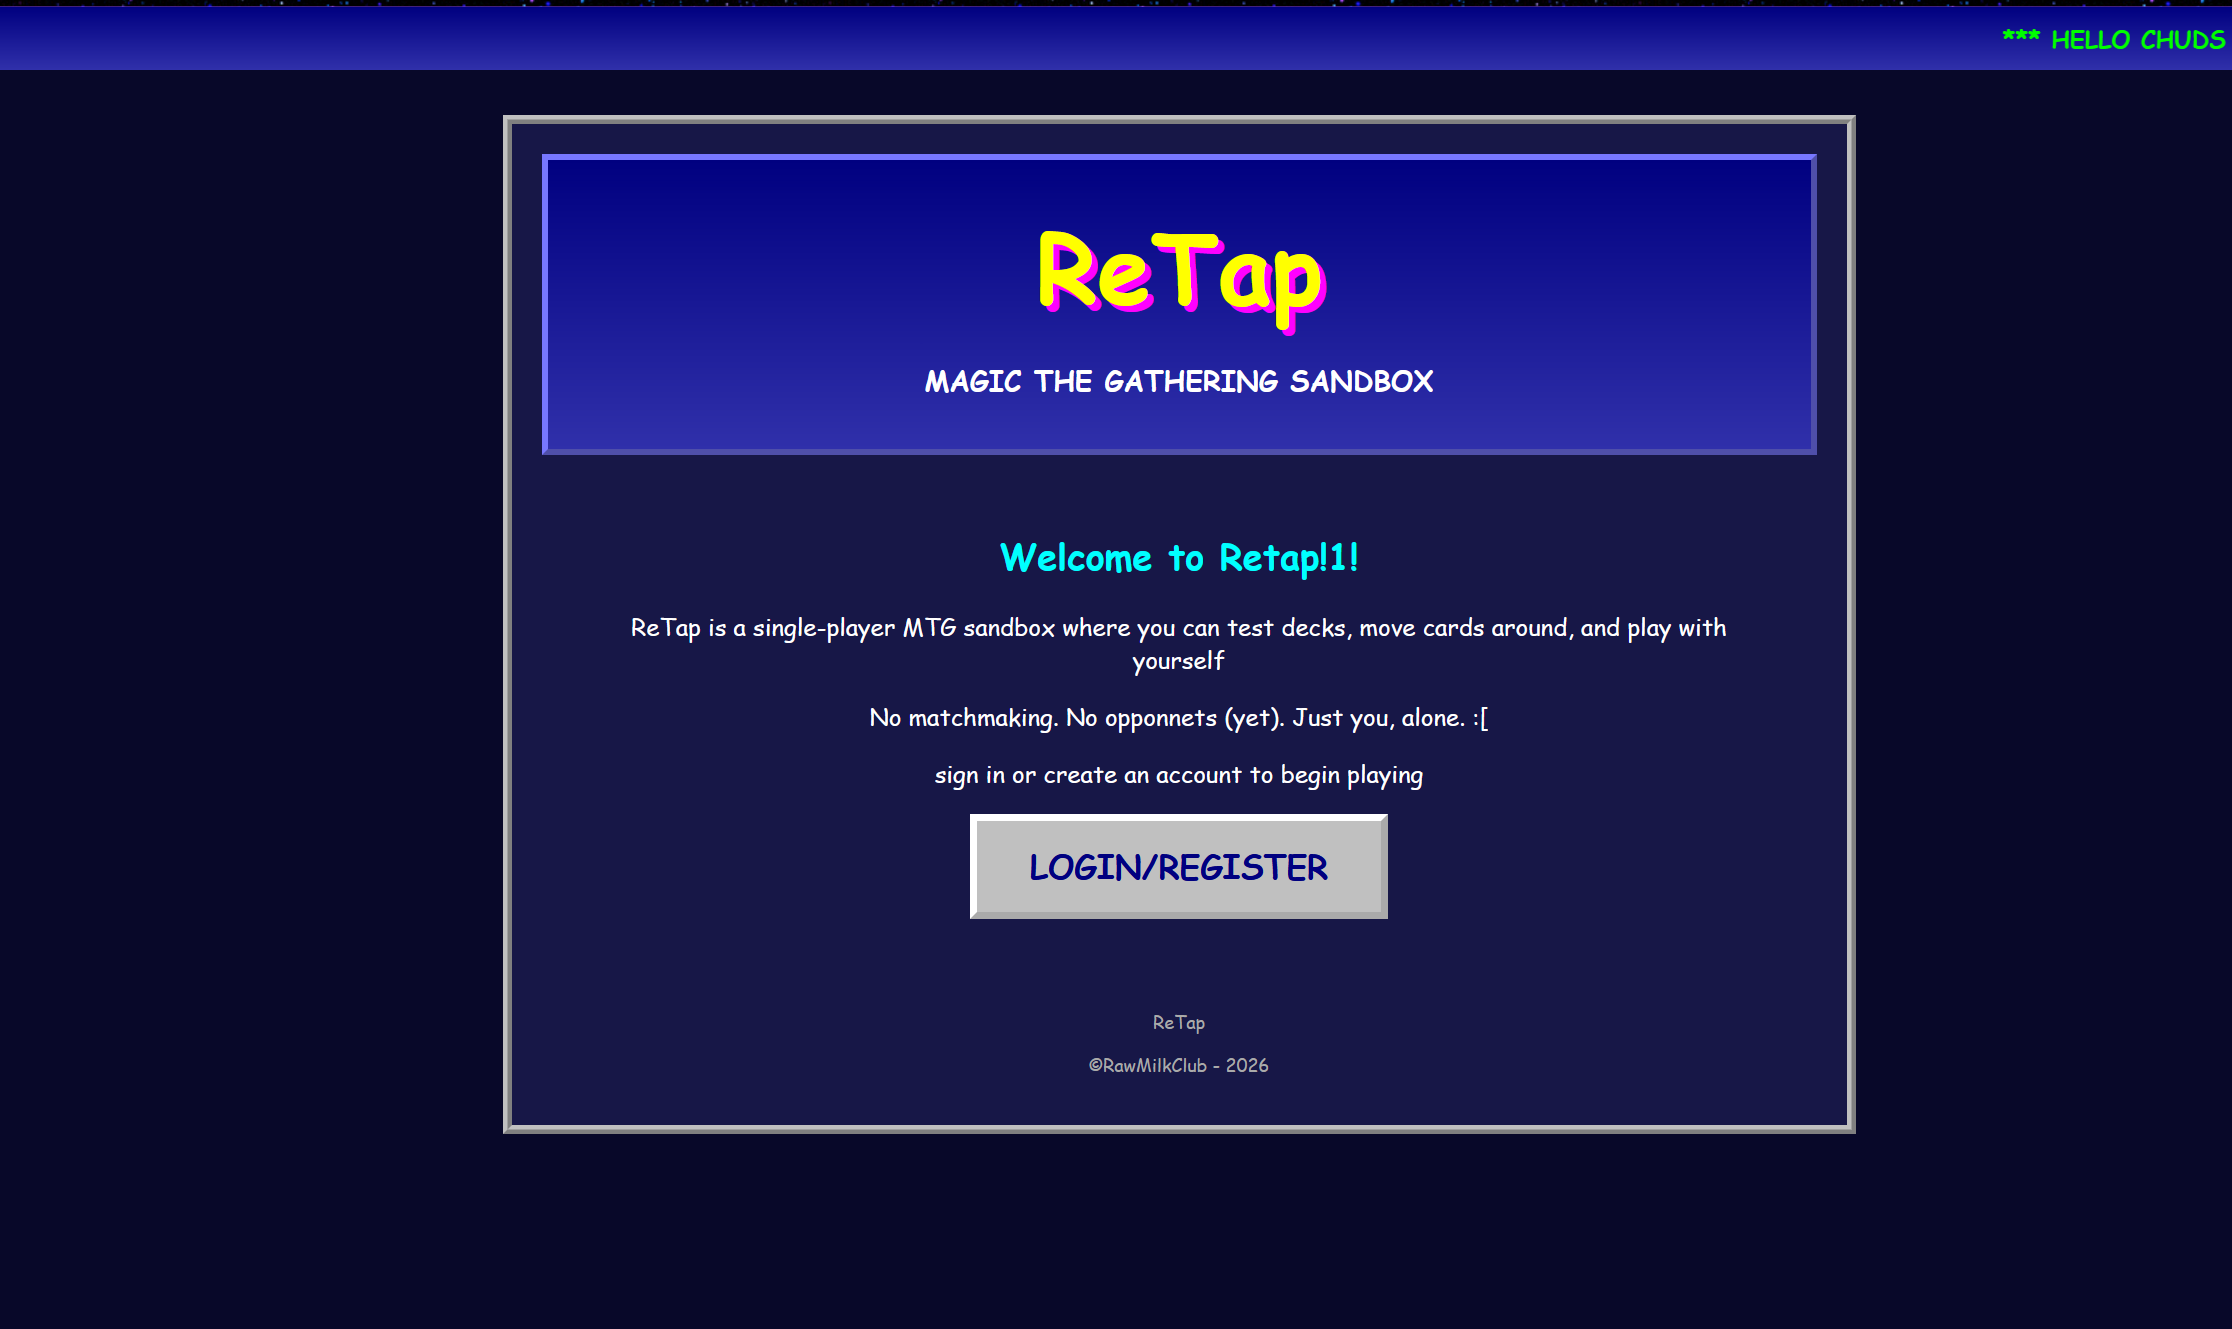 *** HELLO CHUDS
ReTap
MAGIC THE GATHERING SANDBOX
Welcome to Retap!1!
ReTap is a single-player MTG sandbox where you can test decks, move cards around, and play with
yourself
No matchmaking. No opponnets (yet). Just you, alone. :[
sign in or create an account to begin playing
LOGIN/REGISTER
ReTap
©RawMilkClub - 2026